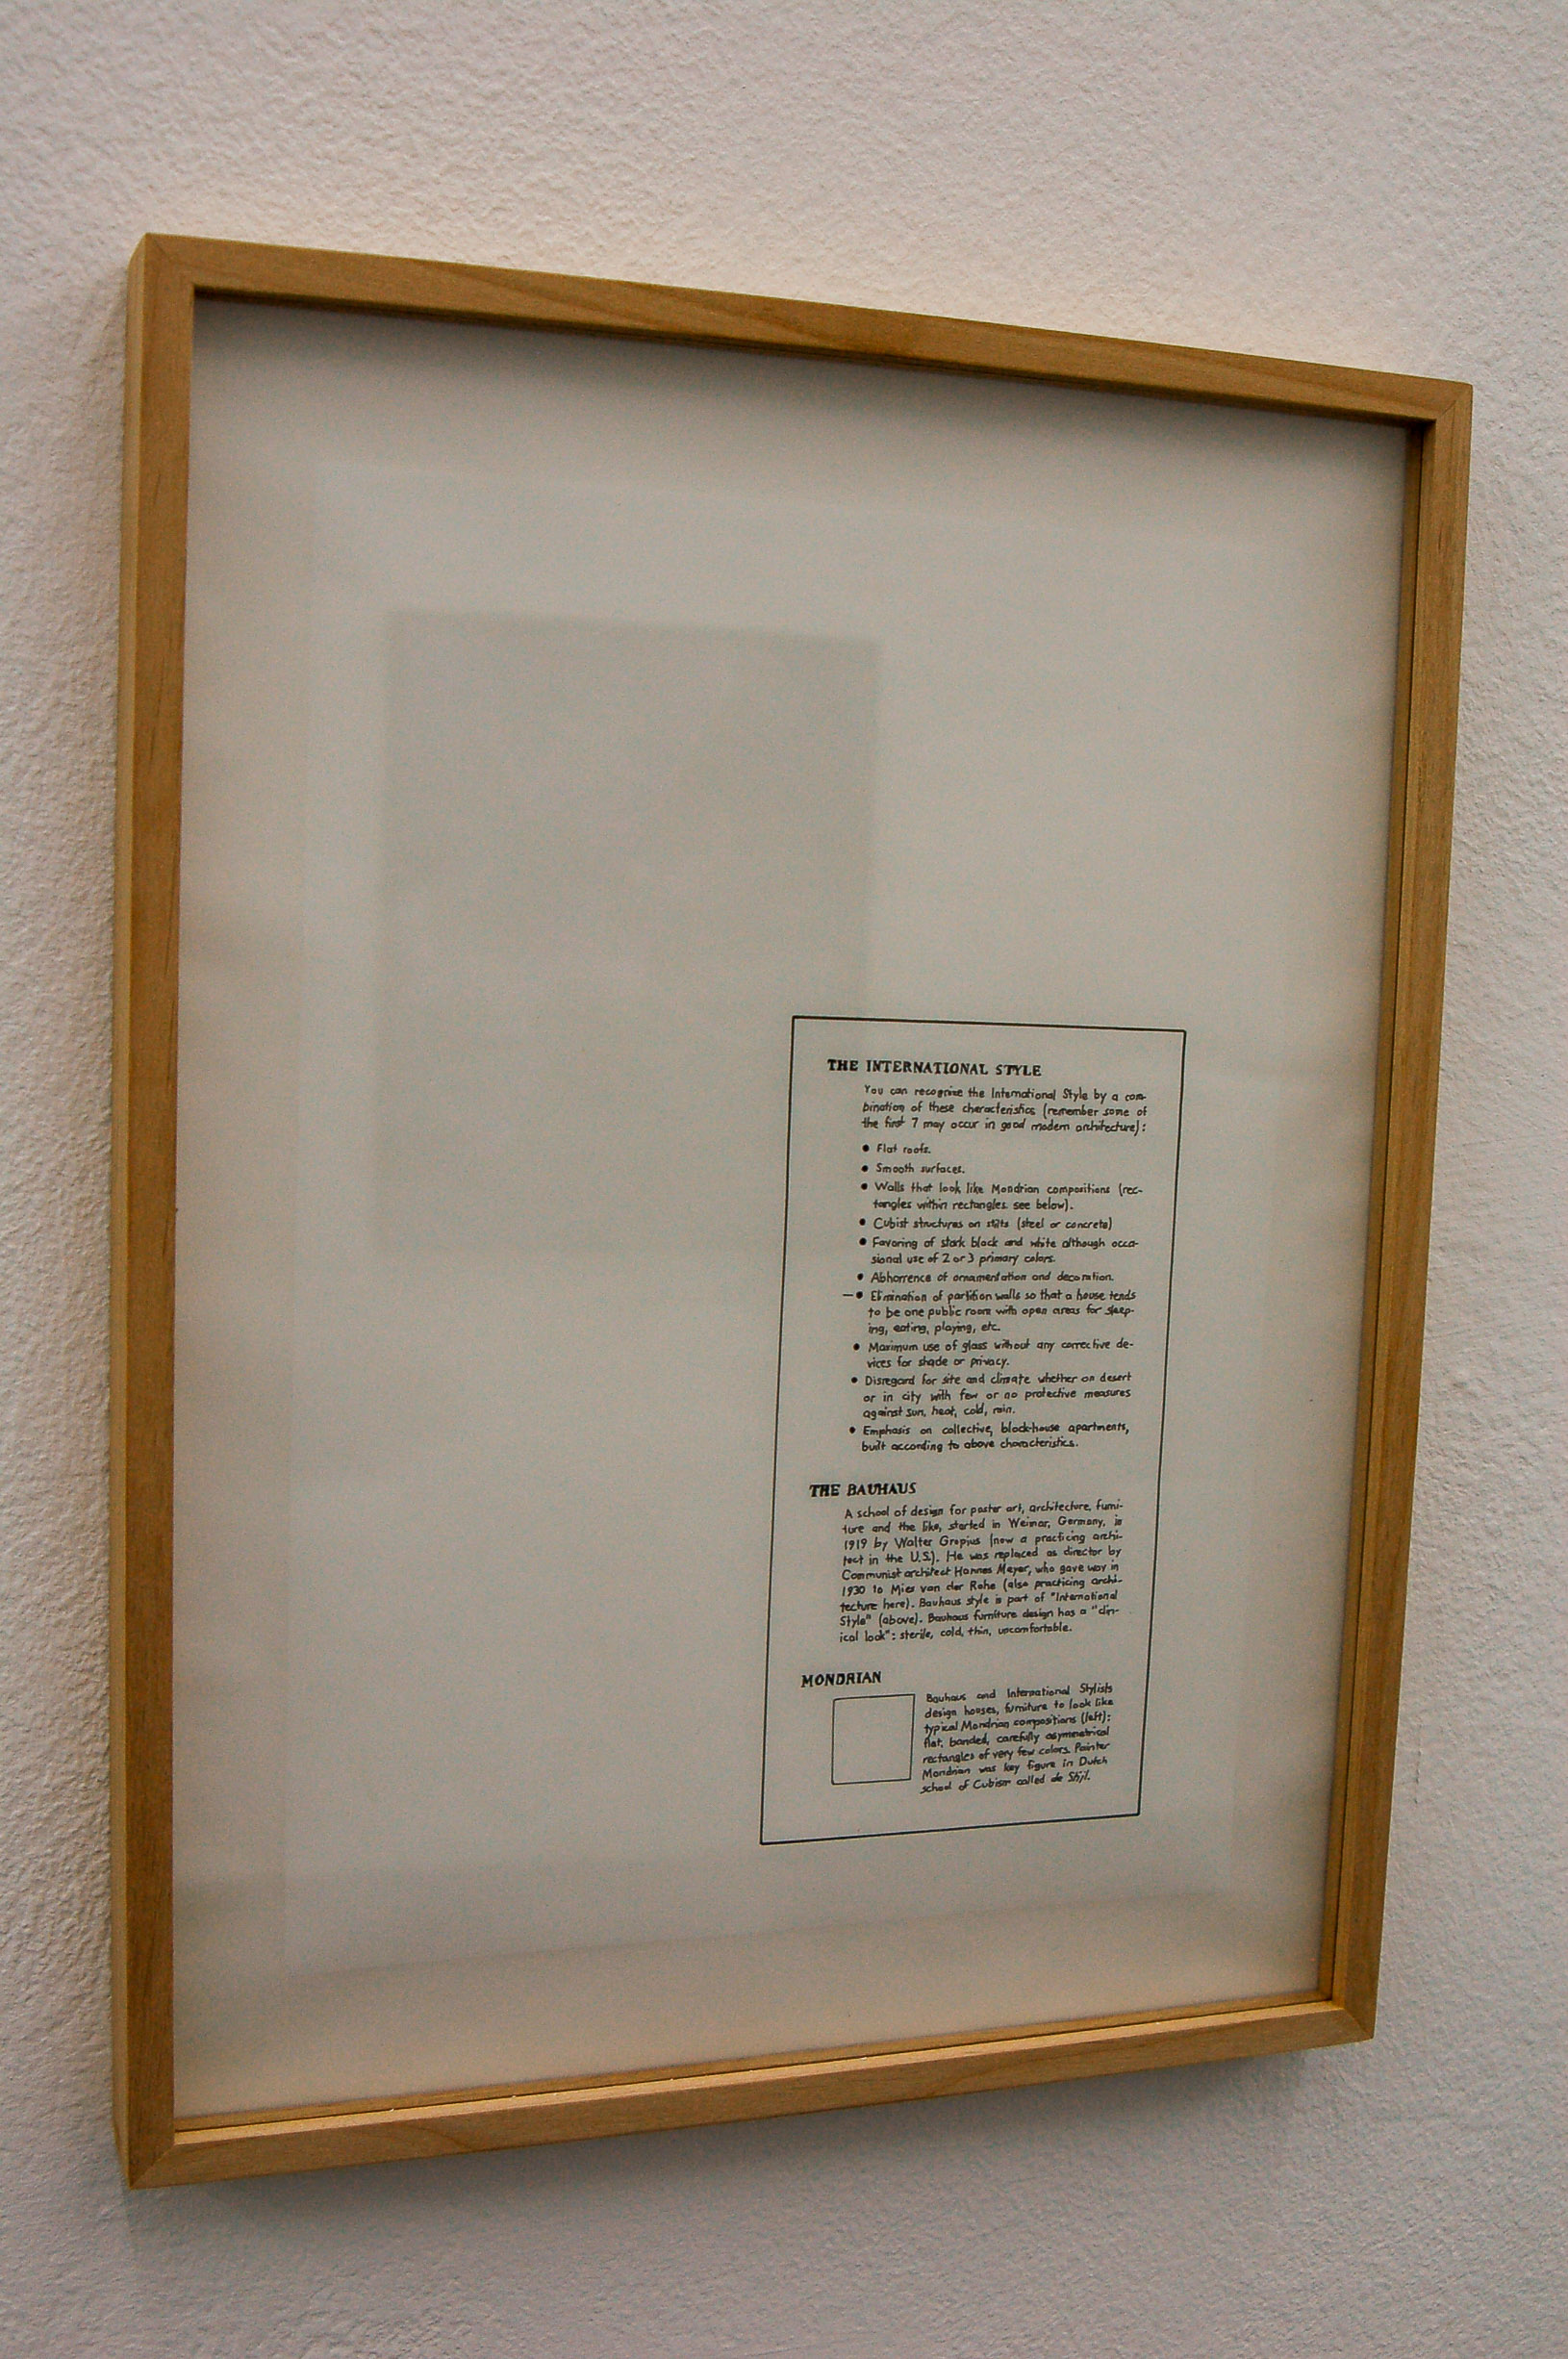 THE INTERNATIONAL STYLE
You can recognize the International Style by a com-
bination of these characteristics (remember some of
the first 7 may occur in good modern architecture):
• Flat roofs.
• Smooth surfaces.
• Walls that look like Mondrian compositions (rec-
tangles within rectangles. see below).
• Cubist structures on stilts (steel or concrete)
• Favoring of stark black and white although occa-
sional use of 2 or 3 primary colors.
• Abhorrence of ornamentation and decoration.
—• Elimination of partition walls so that a house tends
to be one public room with open areas for sleep-
ing, eating, playing, etc.
• Maximum use of glass without any corrective de-
vices for shade or privacy.
• Disregard for site and climate whether on desert
or in city with few or no protective measures
against sun, heat, cold, rain.
• Emphasis on collective, block-house apartments,
built according to above characteristics.
THE BAUHAUS
A school of design for poster art, architecture, furni-
ture and the like, started in Weimar, Germany, in
1919 by Walter Gropius (now a practicing archi-
tect in the U.S.). He was replaced as director by
Communist architect Hannes Meyer, who gave way in
1930 to Mies van der Rohe (also practicing archi-
tecture here). Bauhaus style is part of "International
Style" (above). Bauhaus furniture design has a "clin-
ical look": sterile, cold, thin, uncomfortable.
MONDRIAN
Bauhaus and International Stylists
design houses, furniture to look like
typical Mondrian compositions (left):
flat, banded, carefully asymmetrical
rectangles of very few colors. Painter
Mondrian was key figure in Dutch
school of Cubism called de Stijl.